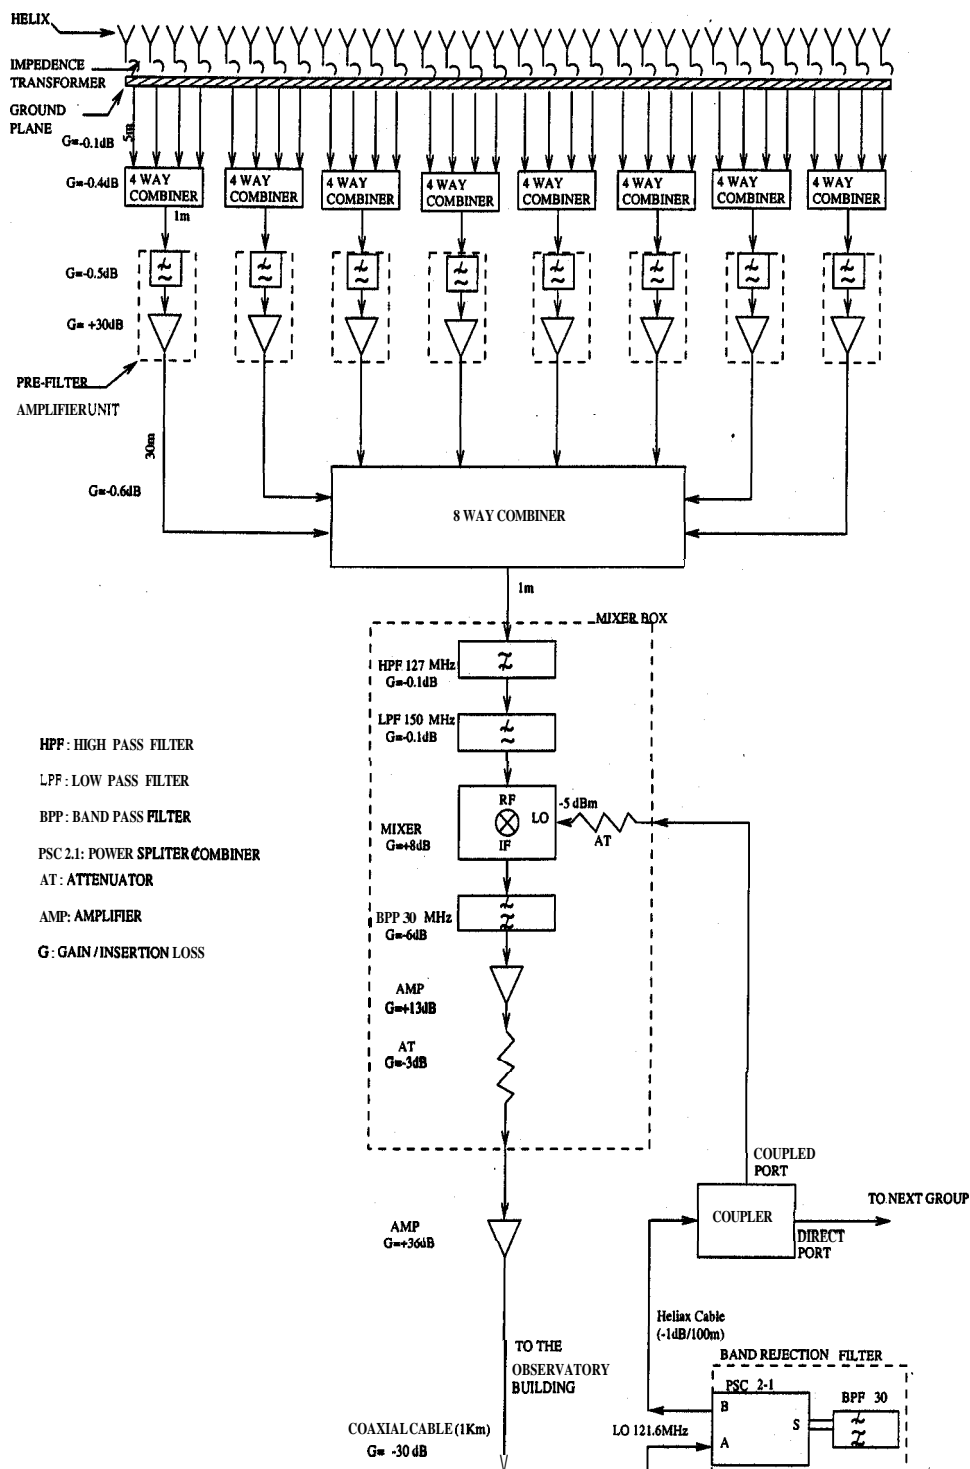 HELIX
IMPEDENCE
TRANSFORMER
GROUND
PLANE
5m
G=-0.1dB
G=-0.4dB
4 WAY
COMBINER
4 WAY
COMBINER
4 WAY
COMBINER
4 WAY
COMBINER
4 WAY
COMBINER
4 WAY
COMBINER
4 WAY
COMBINER
4 WAY
COMBINER
1m
G=-0.5dB
G= +30dB
PRE-FILTER
AMPLIFIER UNIT
30m
G=-0.6dB
8 WAY COMBINER
1m
MIXER BOX
HPF 127 MHz
G=-0.1dB
LPF 150 MHz
G=-0.1dB
HPF : HIGH PASS FILTER
LPF : LOW PASS FILTER
BPP : BAND PASS FILTER
PSC 2.1: POWER SPLITER COMBINER
AT : ATTENUATOR
AMP: AMPLIFIER
G : GAIN / INSERTION LOSS
RF
LO
IF
-5 dBm
AT
MIXER
G=+8dB
BPP 30 MHz
G=-6dB
AMP
G=+13dB
AT
G=-3dB
COUPLED
PORT
TO NEXT GROUP
COUPLER
DIRECT
PORT
AMP
G=+36dB
Heliax Cable
(-1dB/100m)
TO THE
OBSERVATORY
BUILDING
BAND REJECTION FILTER
PSC 2-1
BPF 30
B
S
A
LO 121.6MHz
COAXIAL CABLE (1Km)
G= -30 dB